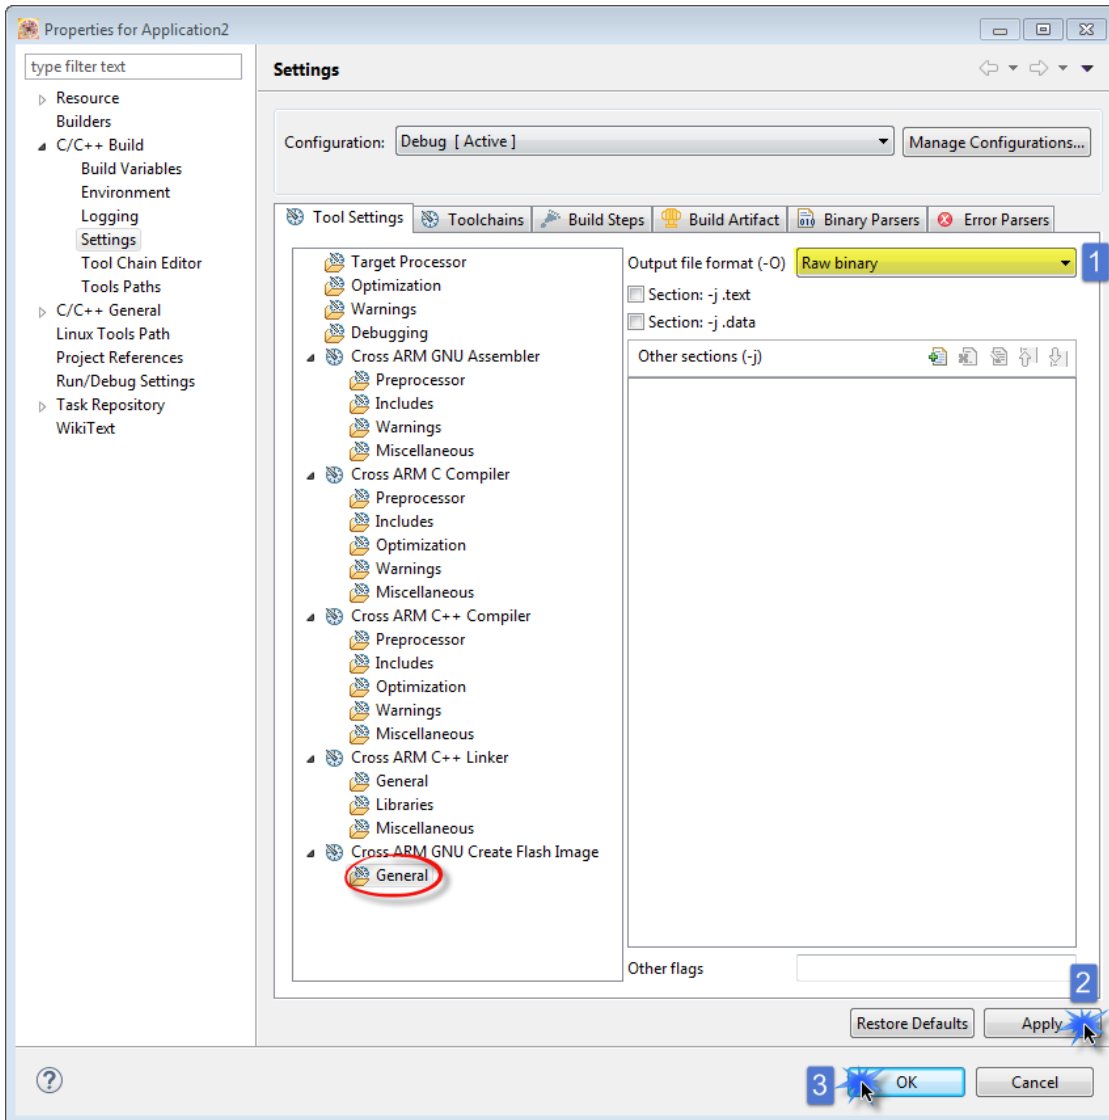 Properties for Application2
type filter text
Resource
Builders
C/C++ Build
Build Variables
Environment
Logging
Settings
Tool Chain Editor
Tools Paths
C/C++ General
Linux Tools Path
Project References
Run/Debug Settings
Task Repository
WikiText
Settings
Configuration: Debug [ Active ] Manage Configurations...
Tool Settings Toolchains Build Steps Build Artifact Binary Parsers Error Parsers
Target Processor
Optimization
Warnings
Debugging
Cross ARM GNU Assembler
Preprocessor
Includes
Warnings
Miscellaneous
Cross ARM C Compiler
Preprocessor
Includes
Optimization
Warnings
Miscellaneous
Cross ARM C++ Compiler
Preprocessor
Includes
Optimization
Warnings
Miscellaneous
Cross ARM C++ Linker
General
Libraries
Miscellaneous
Cross ARM GNU Create Flash Image
General
Output file format (-O) Raw binary 1
Section: -j .text
Section: -j .data
Other sections (-j)
Other flags
2
Restore Defaults Apply
3 OK Cancel